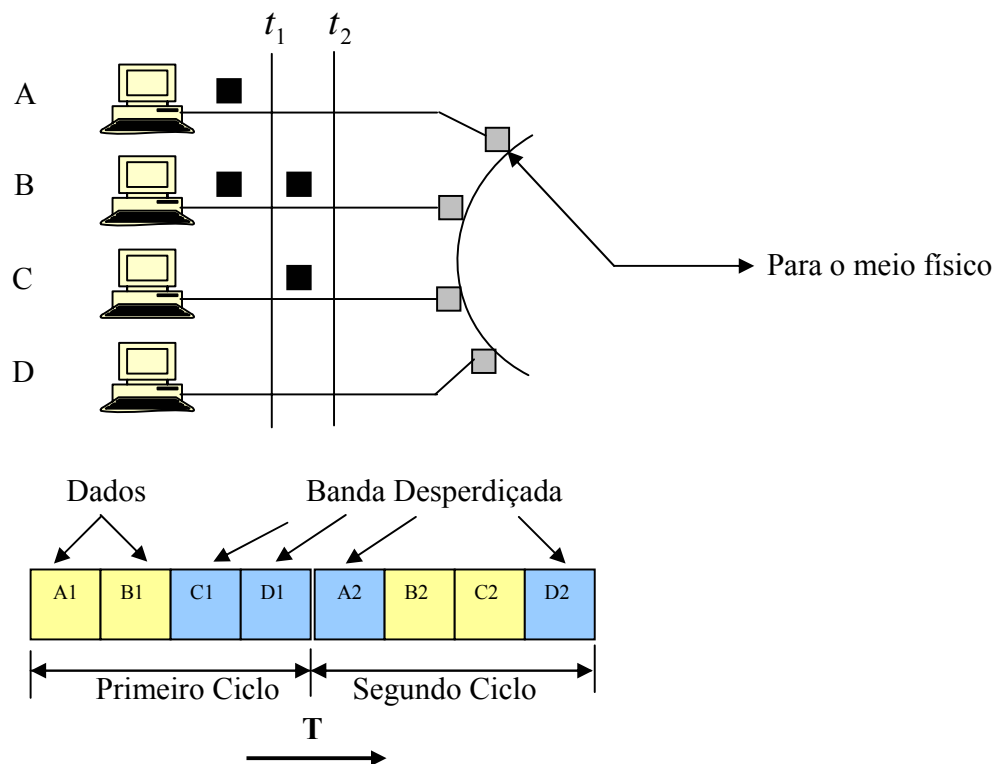 t1 t2
A
B
C
Para o meio físico
D
Dados Banda Desperdiçada
A1 B1 C1 D1 A2 B2 C2 D2
Primeiro Ciclo Segundo Ciclo
T